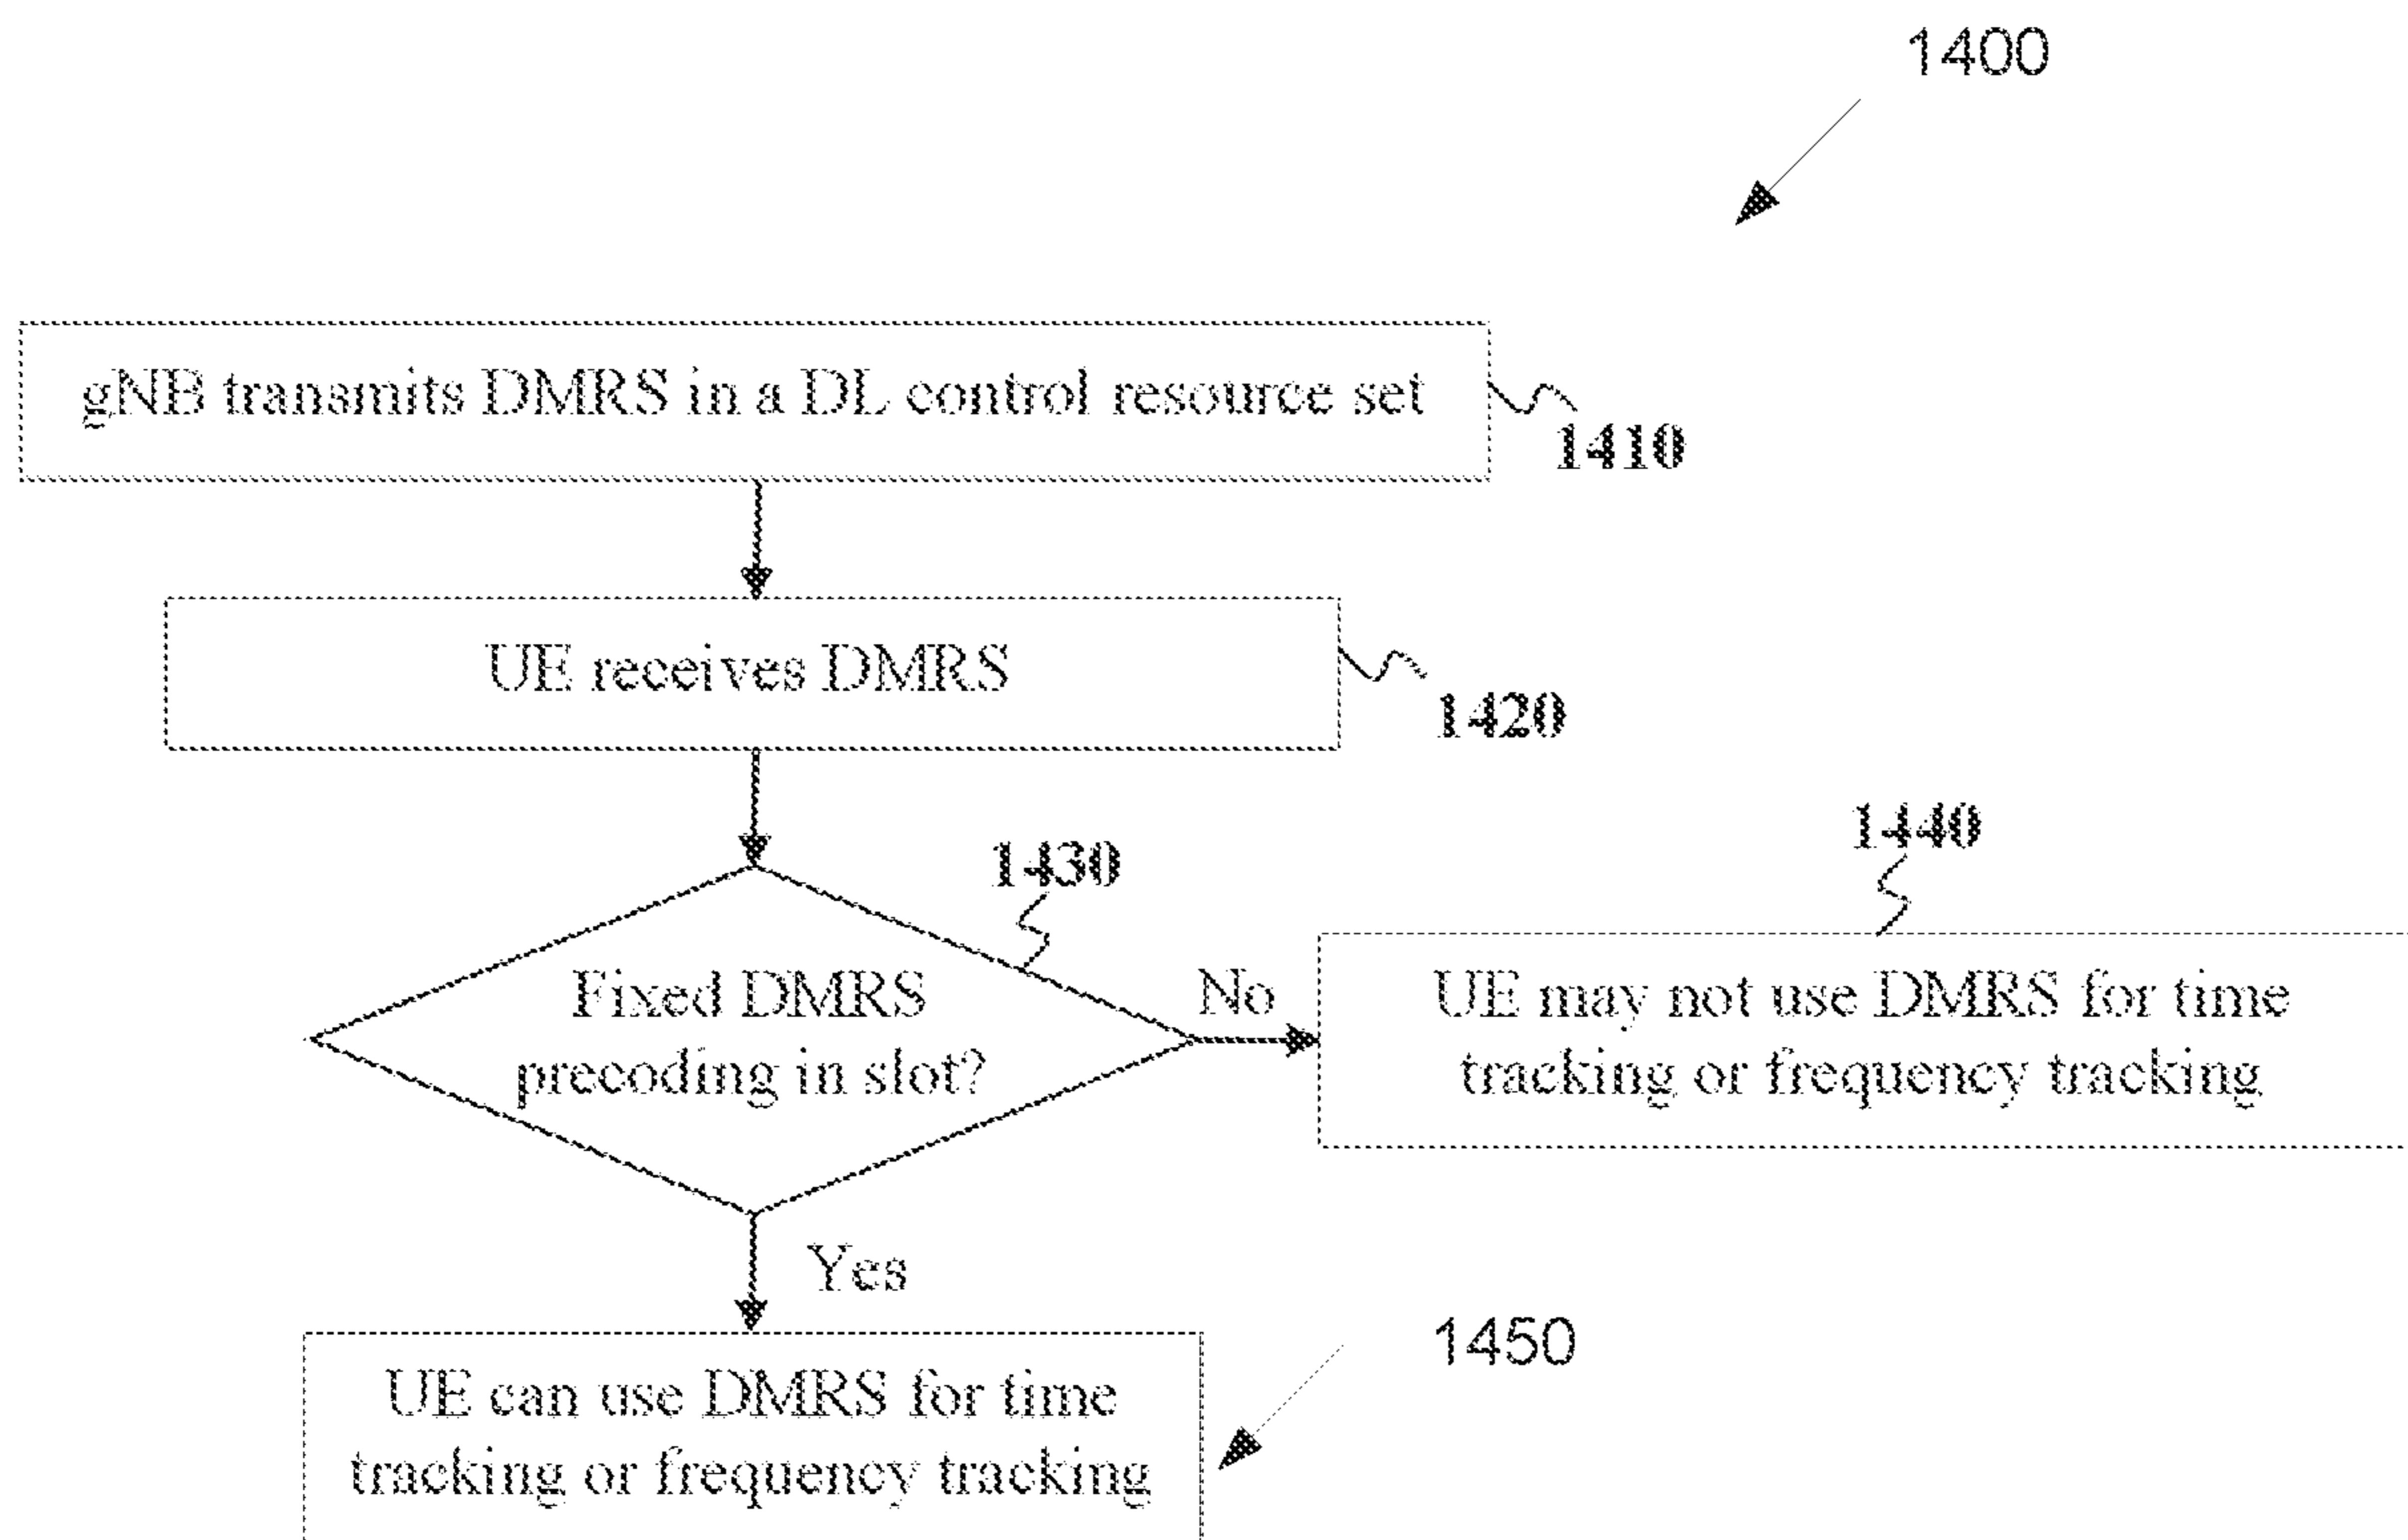 1400
gNB transmits DMRS in a DL control resource set
1410
UE receives DMRS
1420
1430
1440
Fixed DMRS
precoding in slot?
No
UE may not use DMRS for time
tracking or frequency tracking
Yes
1450
UE can use DMRS for time
tracking or frequency tracking